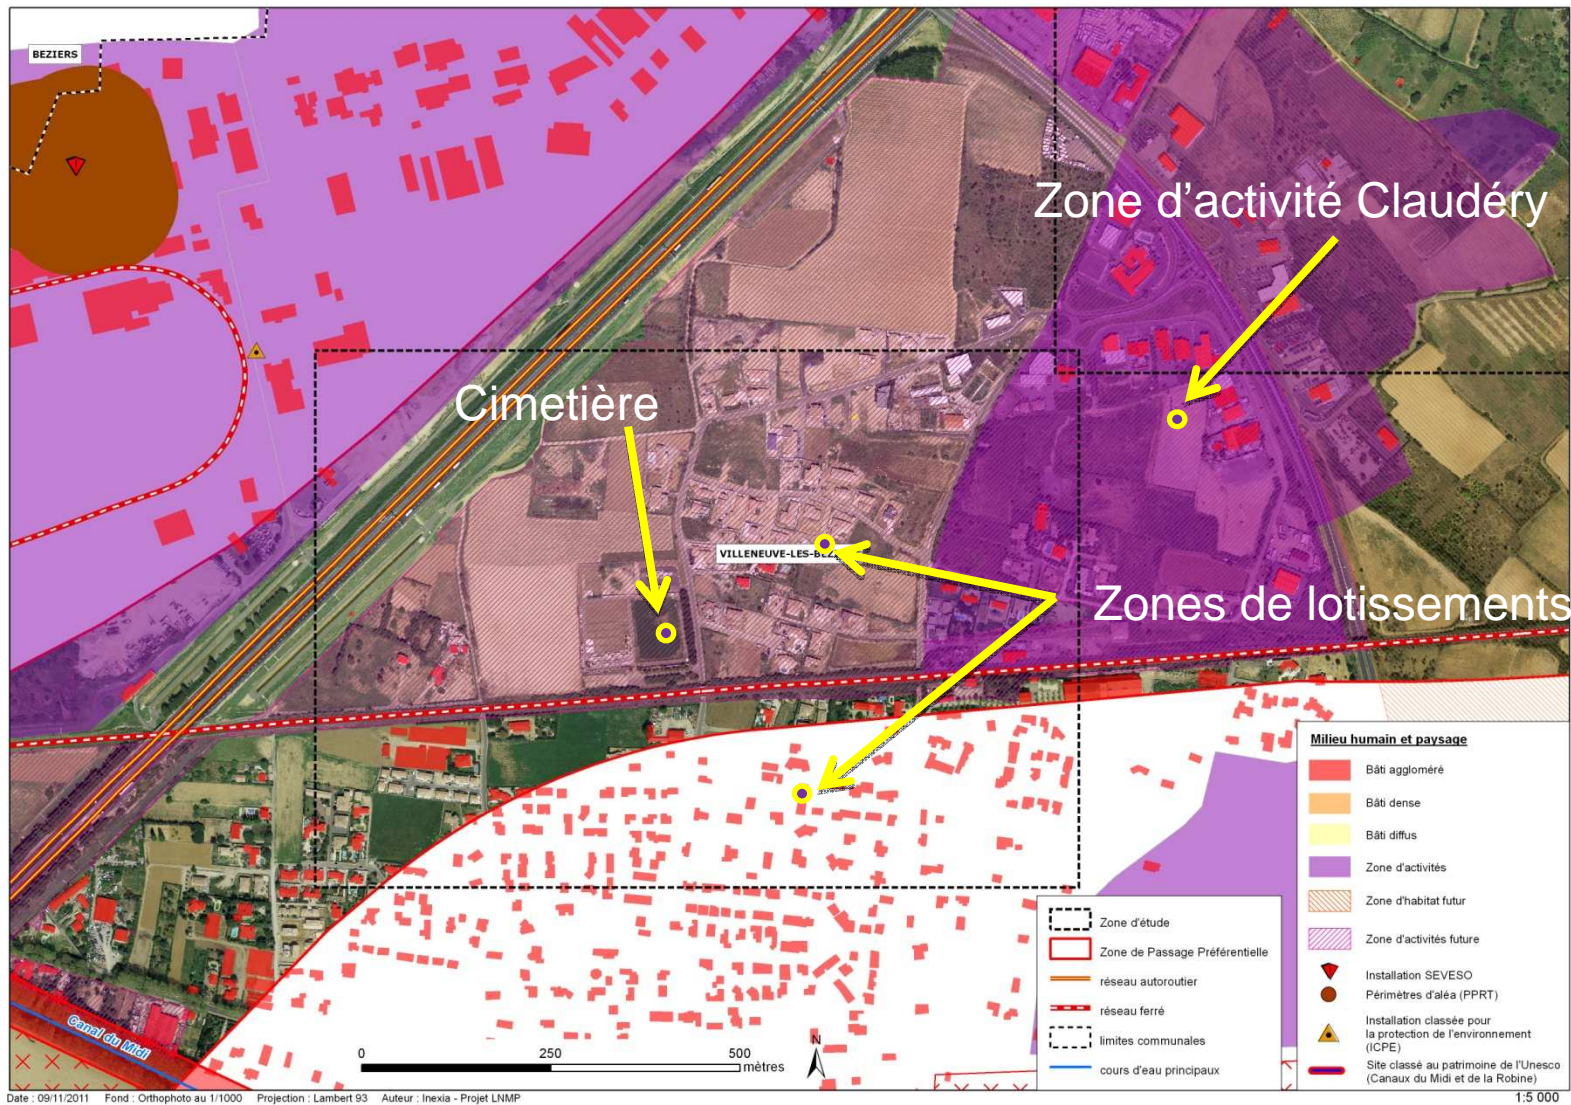 BEZIERS
Zone d'activité Claudéry
Cimetière
VILLENEUVE-LES-BEZ
Zones de lotissements
Canal du Midi
0 250 500
mètres
N
Zone d'étude
Zone de Passage Préférentielle
réseau autoroutier
réseau ferré
limites communales
cours d'eau principaux
Milieu humain et paysage
Bâti aggloméré
Bâti dense
Bâti diffus
Zone d'activités
Zone d'habitat futur
Zone d'activités future
Installation SEVESO
Périmètres d'aléa (PPRT)
Installation classée pour
la protection de l'environnement
(ICPE)
Site classé au patrimoine de l'Unesco
(Canaux du Midi et de la Robine)
Date : 09/11/2011 Fond : Orthophoto au 1/1000 Projection : Lambert 93 Auteur : Inexia - Projet LNMP
1:5 000